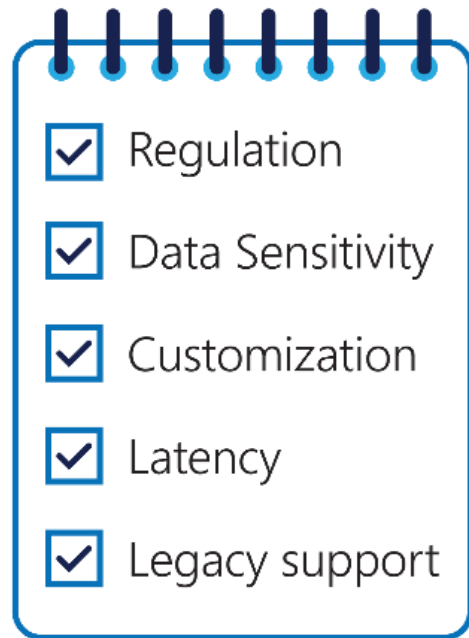 Regulation
Data Sensitivity
Customization
Latency
Legacy support